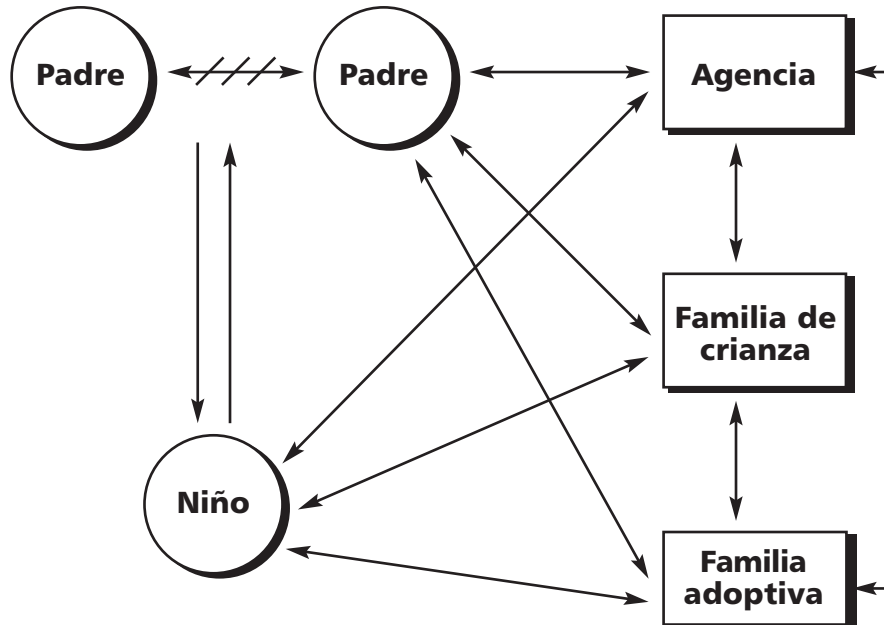 Padre
Padre
Agencia
Familia de
crianza
Niño
Familia
adoptiva